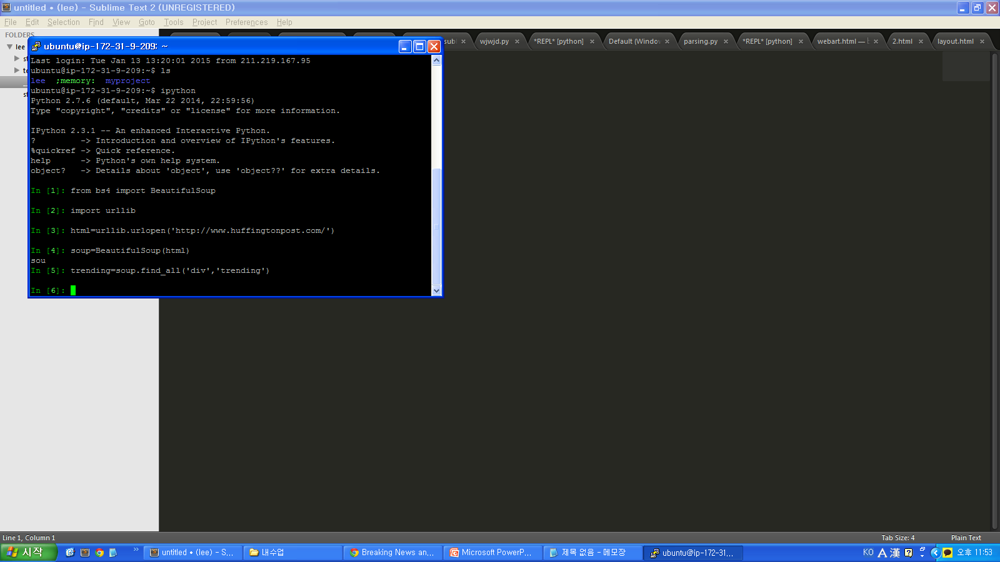 untitled • (lee) - Sublime Text 2 (UNREGISTERED)
File Edit Selection Find View Goto Tools Project Preferences Help
FOLDERS
lee
wjwjd.py
*REPL* [python]
Default (Windo
parsing.py
*REPL* [python]
webart.html —
2.html
layout.html
ubuntu@ip-172-31-9-209: ~
Last login: Tue Jan 13 13:20:01 2015 from 211.219.167.95
ubuntu@ip-172-31-9-209:~$ ls
lee ;memory: myproject
ubuntu@ip-172-31-9-209:~$ ipython
Python 2.7.6 (default, Mar 22 2014, 22:59:56)
Type "copyright", "credits" or "license" for more information.
IPython 2.3.1 -- An enhanced Interactive Python.
? -> Introduction and overview of IPython's features.
%quickref -> Quick reference.
help -> Python's own help system.
object? -> Details about 'object', use 'object??' for extra details.
In [1]: from bs4 import BeautifulSoup
In [2]: import urllib
In [3]: html=urllib.urlopen('http://www.huffingtonpost.com/')
In [4]: soup=BeautifulSoup(html)
sou
In [5]: trending=soup.find_all('div','trending')
In [6]:
Line 1, Column 1
Tab Size: 4
Plain Text
시작
untitled • (lee) - S...
내수업
Breaking News an...
Microsoft PowerP...
제목 없음 - 메모장
ubuntu@ip-172-31...
KO A 漢
오후 11:53